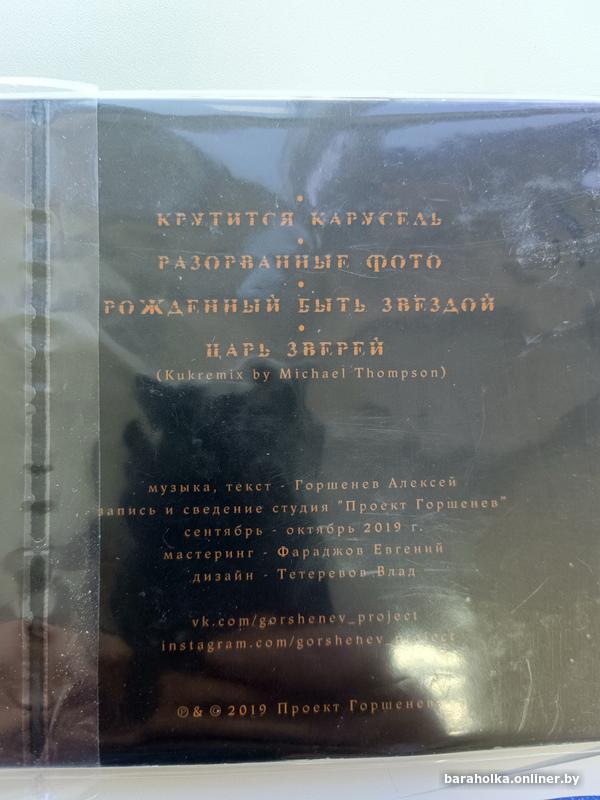 •
КРУТИТСЯ КАРУСЕЛЬ
•
РАЗОРВАННЫЕ ФОТО
•
РОЖДЕННЫЙ БЫТЬ ЗВЕЗДОЙ
•
ЦАРЬ ЗВЕРЕЙ
(Kukremix by Michael Thompson)
музыка, текст - Горшенев Алексей
запись и сведение студия "Проект Горшенев"
сентябрь - октябрь 2019 г.
мастеринг - Фараджов Евгений
дизайн - Тетеревов Влад
vk.com/gorshenev_project
instagram.com/gorshenev_project
℗ & © 2019 Проект Горшенев
baraholka.onliner.by